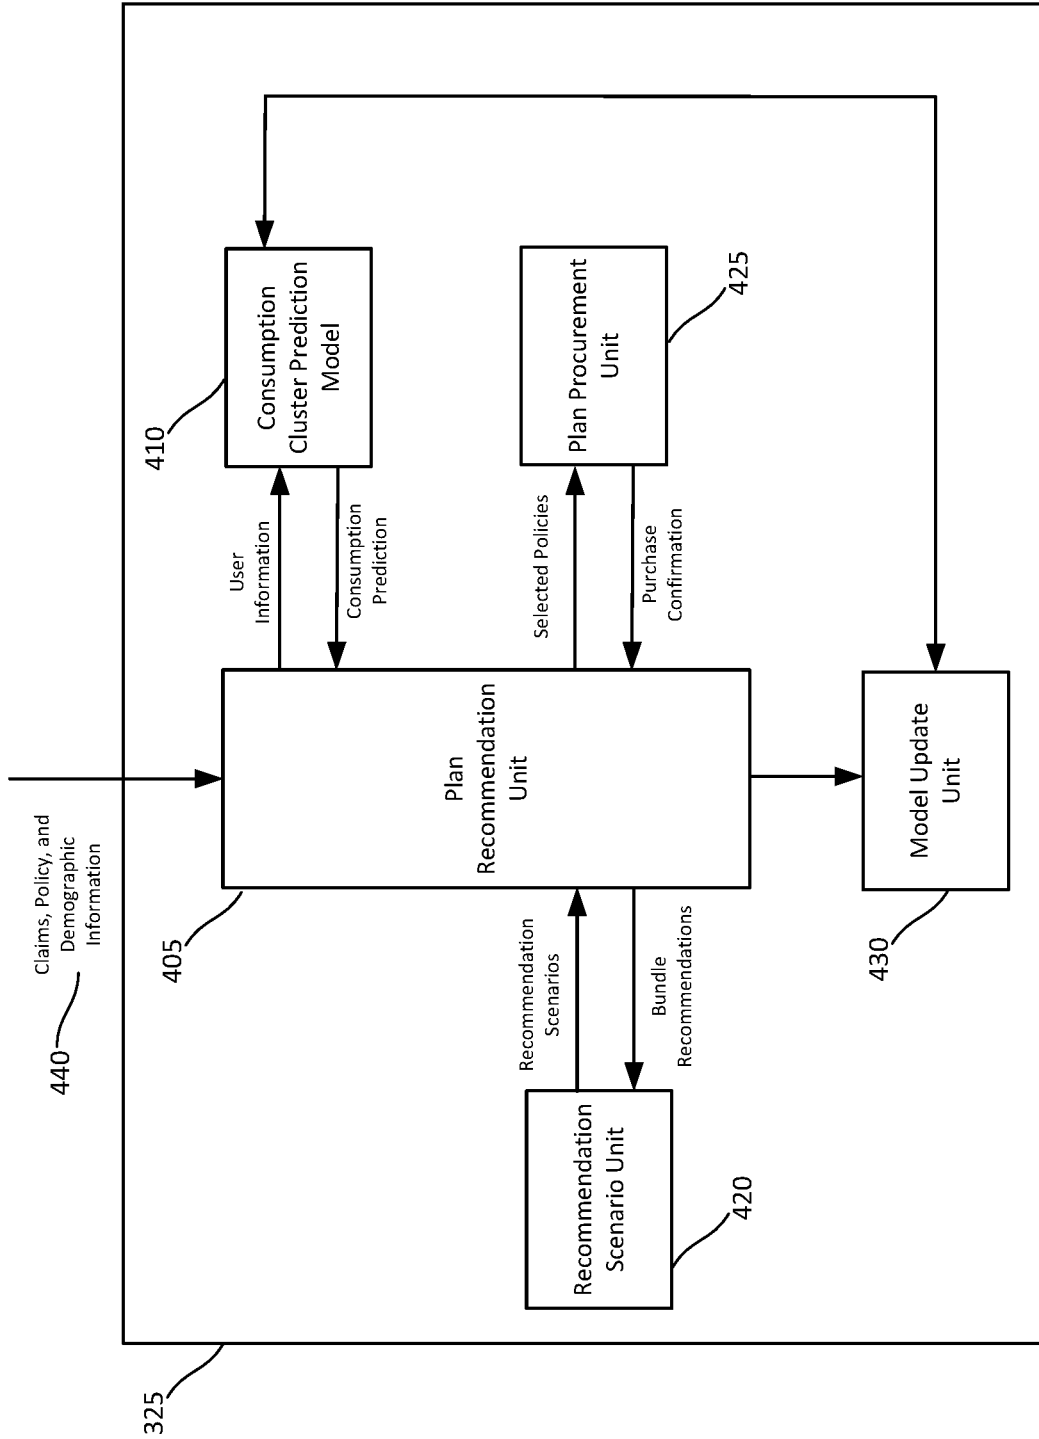 325
440
Claims, Policy, and
Demographic
Information
405
Plan
Recommendation
Unit
User
Information
Consumption
Prediction
410
Consumption
Cluster Prediction
Model
Recommendation
Scenarios
Bundle
Recommendations
Recommendation
Scenario Unit
420
Selected Policies
Purchase
Confirmation
Plan Procurement
Unit
425
Model Update
Unit
430